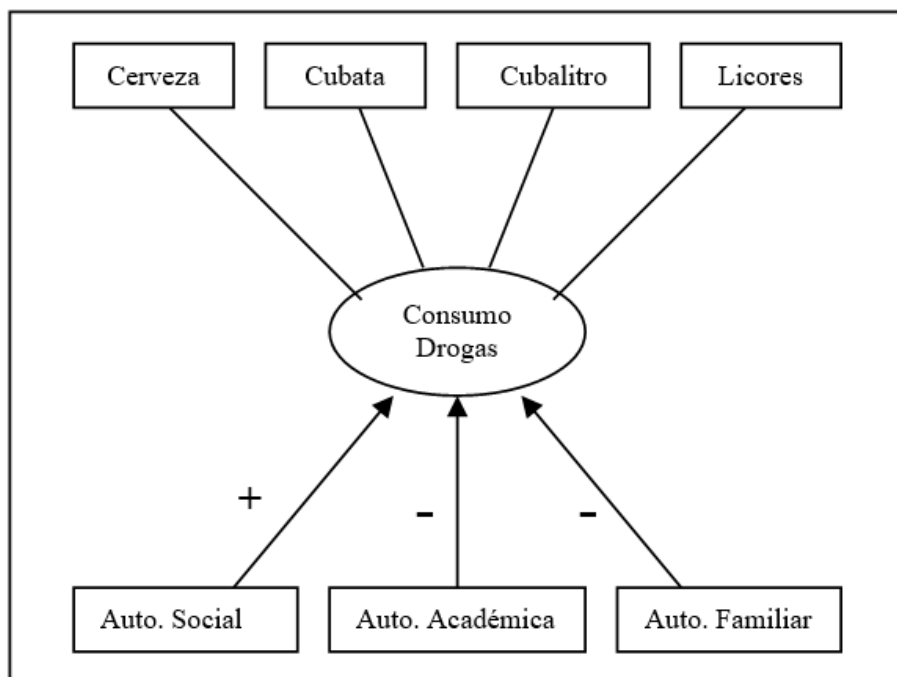 Cerveza
Cubata
Cubalitro
Licores
Consumo
Drogas
+
-
-
Auto. Social
Auto. Académica
Auto. Familiar